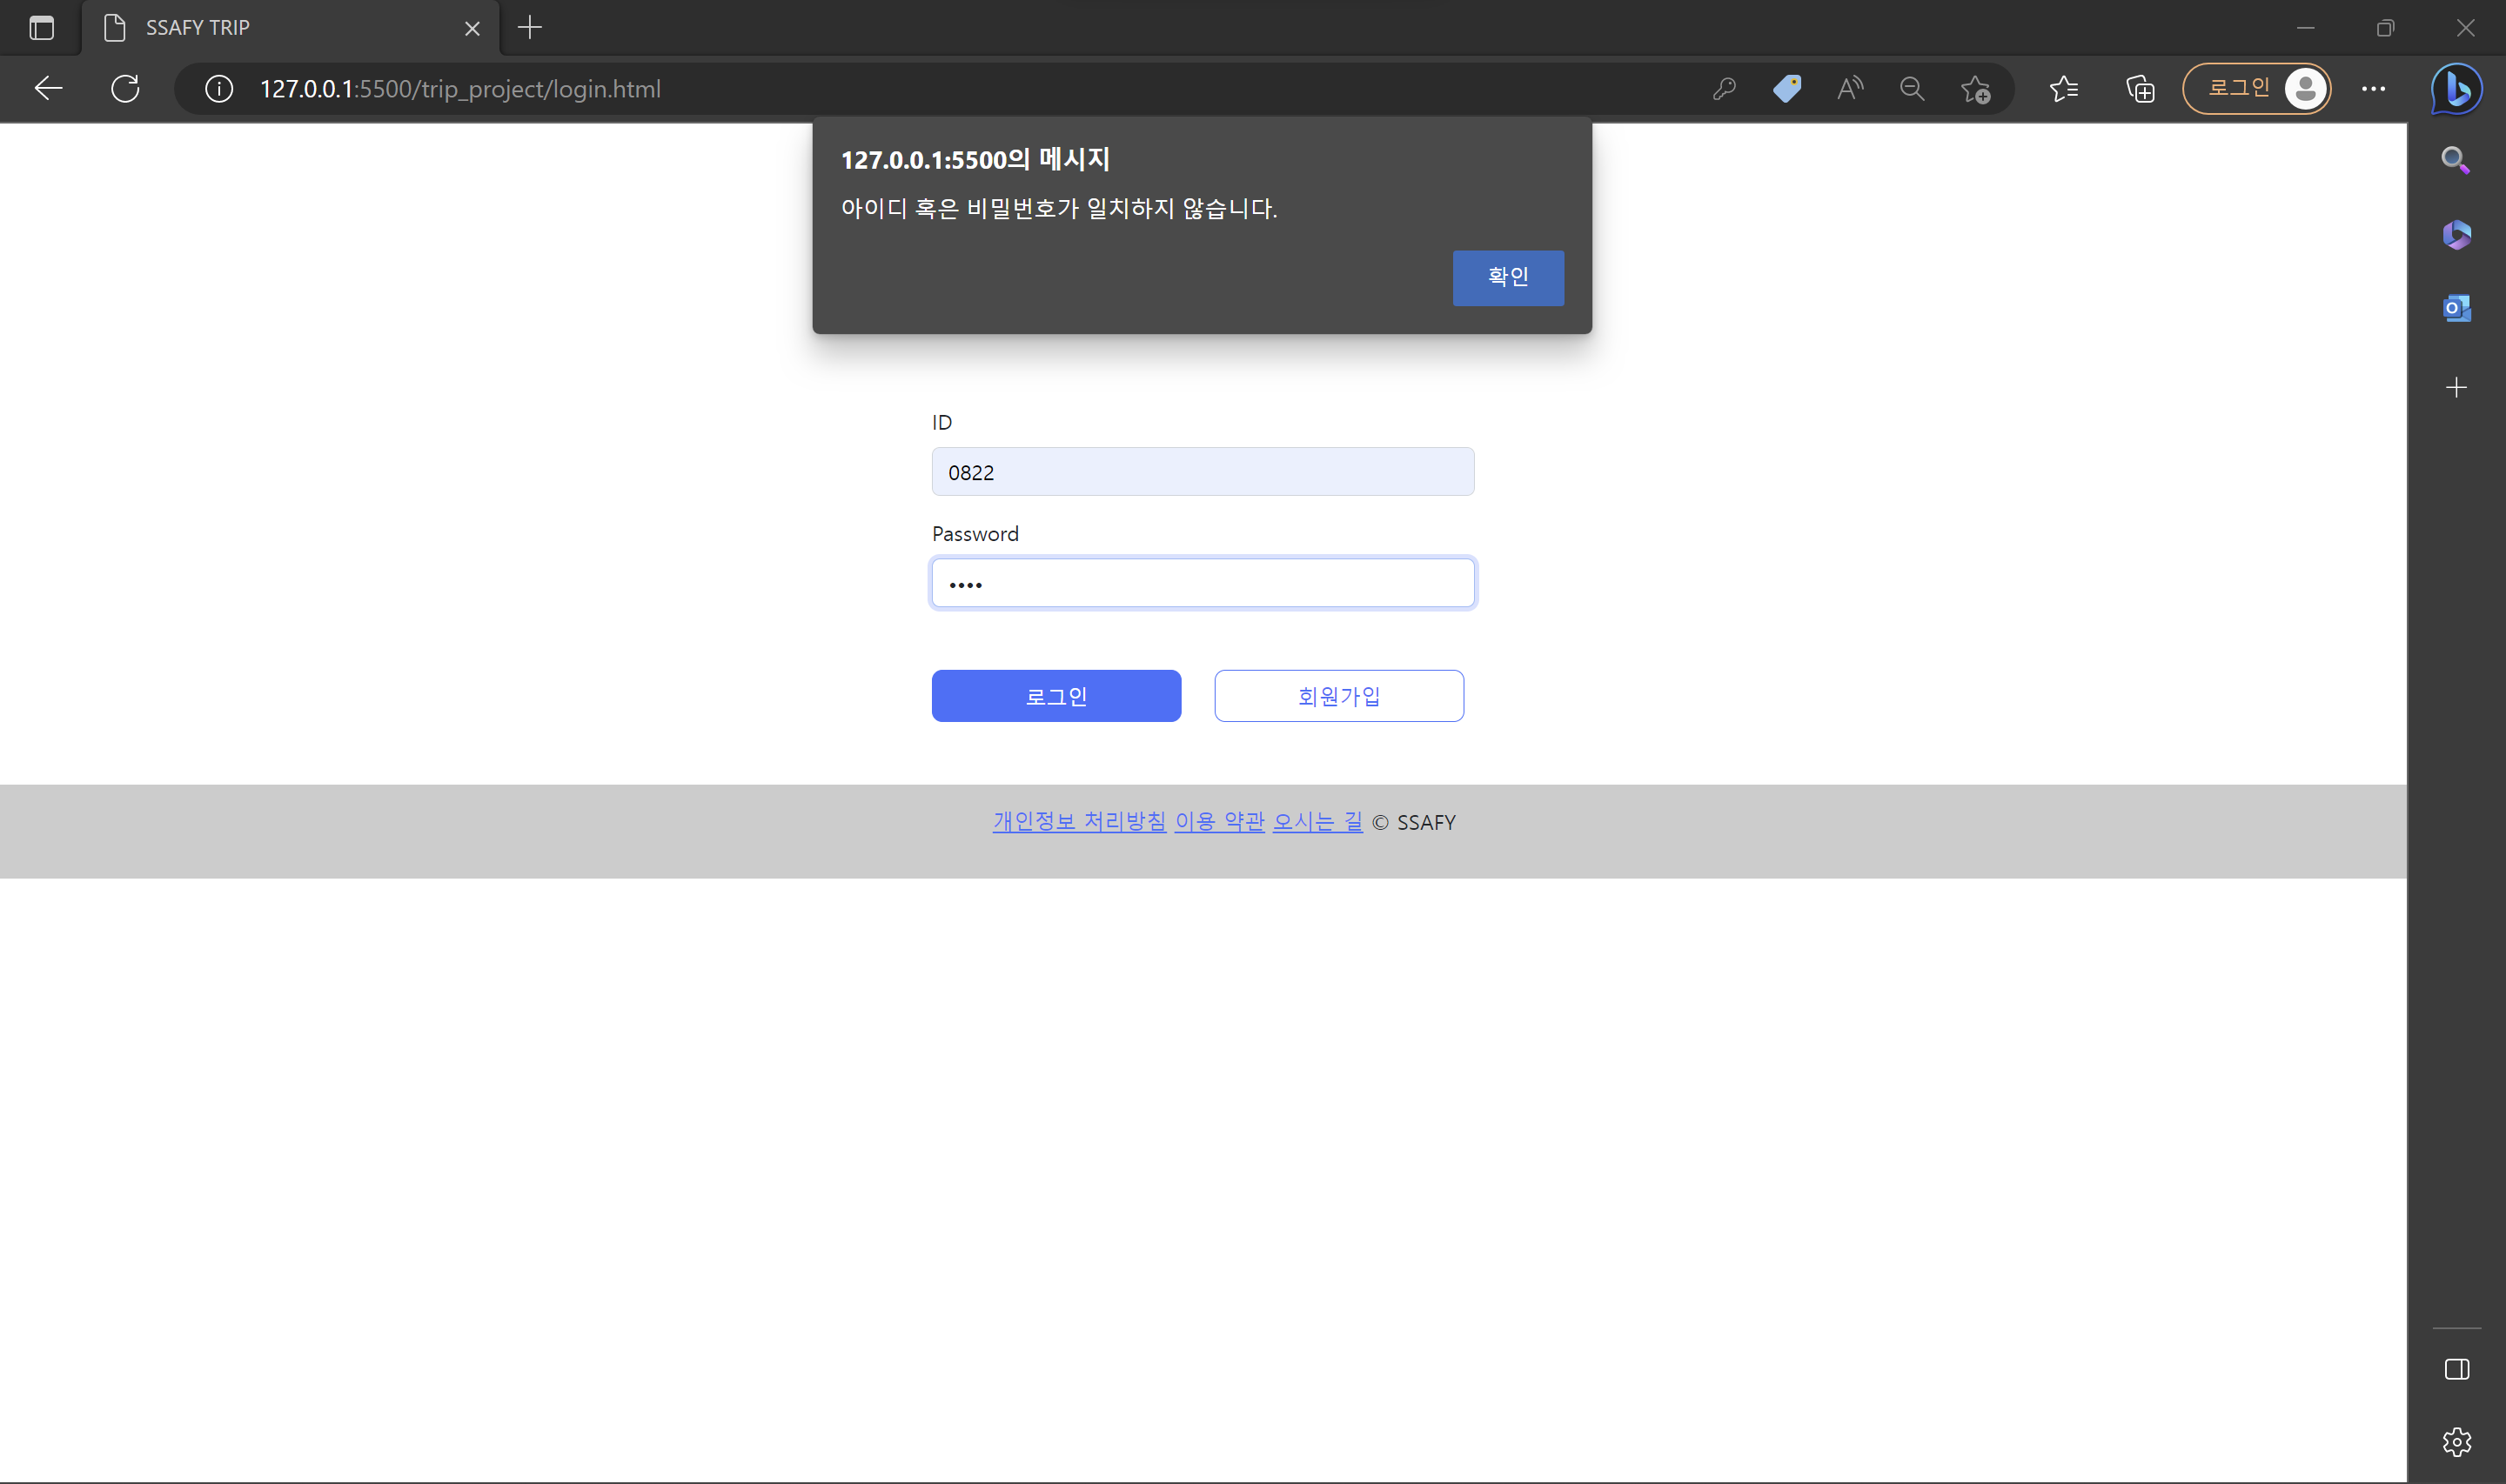 SSAFY TRIP
127.0.0.1:5500/trip_project/login.html
로그인
127.0.0.1:5500의 메시지
아이디 혹은 비밀번호가 일치하지 않습니다.
확인
ID
0822
Password
••••
로그인 회원가입
개인정보 처리방침 이용 약관 오시는 길 © SSAFY